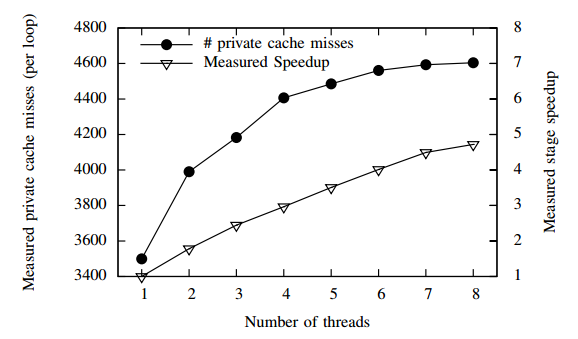 Measured private cache misses (per loop)
4800
4600
4400
4200
4000
3800
3600
3400
# private cache misses
Measured Speedup
8
7
6
5
4
3
2
1
Measured stage speedup
1 2 3 4 5 6 7 8
Number of threads